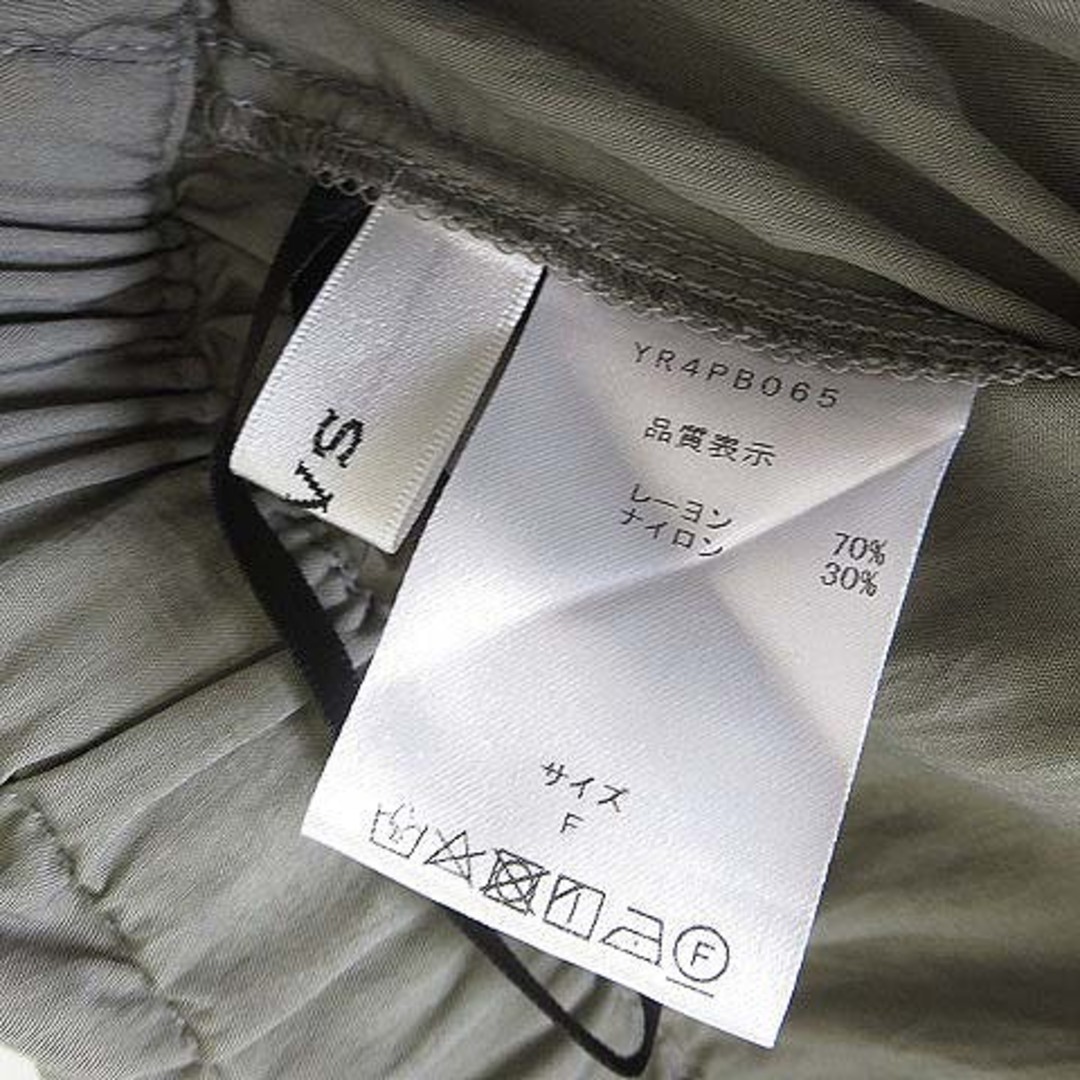 YR4PB065
品質表示
レーヨン 70%
ナイロン 30%
サイズ
F
F